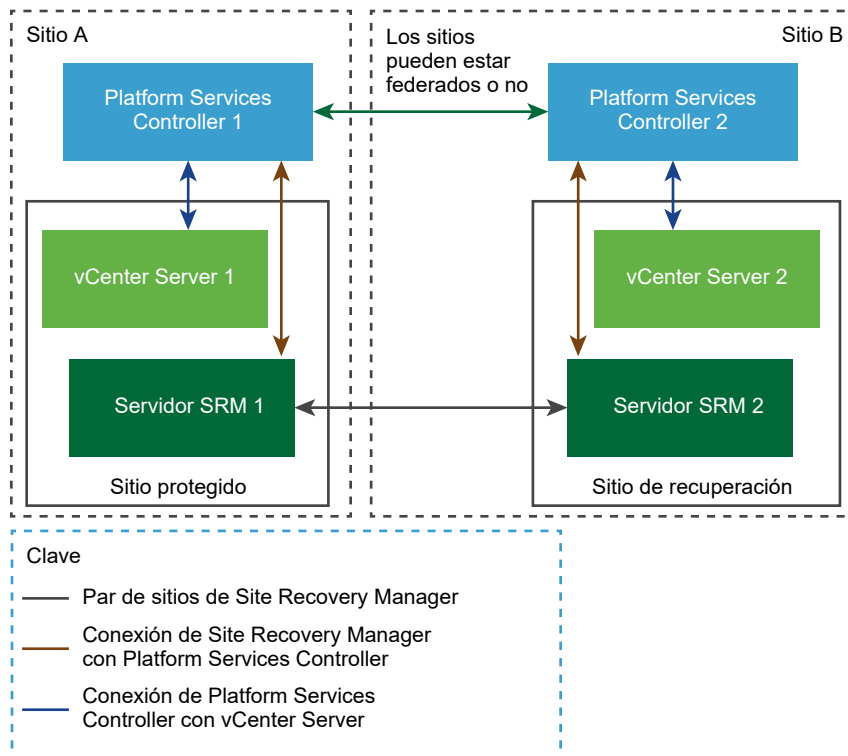 Sitio A
Los sitios
pueden estar
federados o no
Sitio B
Platform Services
Controller 1
Platform Services
Controller 2
vCenter Server 1
vCenter Server 2
Servidor SRM 1
Servidor SRM 2
Sitio protegido
Sitio de recuperación
Clave
Par de sitios de Site Recovery Manager
Conexión de Site Recovery Manager
con Platform Services Controller
Conexión de Platform Services
Controller con vCenter Server